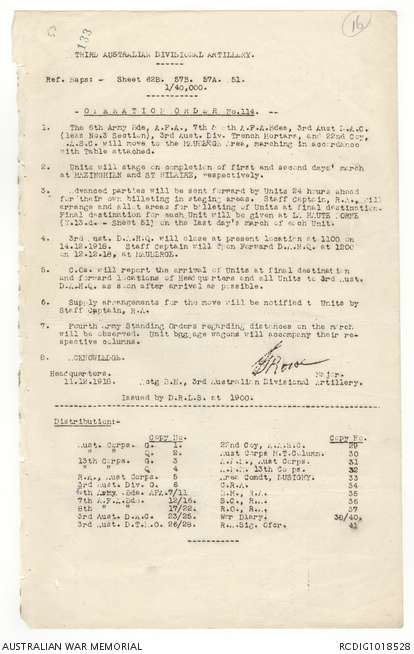 16
53
133
THIRD AUSTRALIAN DIVISIONAL ARTILLERY.
Ref. Maps: - Sheet 62B. 57B. 57A. 51.
1/40,000.
- OPERATION ORDER No.114. -
1. The 6th Army Bde, A.F.A. 7th & 8th A.F.A.Bdes, 3rd Aust D.A.C.
(less No.3 Section), 3rd Aust. Div. Trench Mortars, and 22nd Coy,
A.A.S.C. will move to the MAUBEUGE Area, marching in accordance
with Table attached.
2. Units will stage on completion of first and second days' march
at MAZINGHIEN and ST HILAIRE, respectively.
3. Advanced parties will be sent forward by Units 24 hours ahead
for their own billeting in staging areas. Staff Captain, R.A., will
arrange and allot areas for billeting of Units at final destination.
Final destination for each Unit will be given at LA HAUTE
(W.13.d. - Sheet 51) on the last day's march of each Unit.
4. 3rd Aust. D.A.H.Q. will close at present location at 1100 on
14.12.1918. Staff Captain will open Forward D.A.H.Q. at 1200
on 12.12.18, at MAUBEUGE.
5. C.Os. will report the arrival of Units at final destination
and forward locations of Headquarters and all Units to 3rd Aust.
D.A.H.Q. as soon after arrival as possible.
6. Supply arrangements for the move will be notified to Units by
Staff Captain, R.A.
7. Fourth Army Standing Orders regarding distances on the march
will be observed. Unit baggage wagons will accompany their re-
spective columns.
8. ACKNOWLEDGE.
Headquarters. Major.
11.12.1918. Actg B.M., 3rd Australian Divisional Artillery.
Issued by D.R.L.S. at 1900.
Distribution:-
Copy No. Copy No.
Aust. Corps. G. 1. 22nd Coy, A.A.S.C. 29
" " Q. 2. Aust Corps M.T.Column. 30
13th Corps. G. 3 Aust. Corps. 31
" Q 4 13th Corps. 32
R.A., Aust Corps. 5 Area Comdt, 33
3rd Aust. Div. G. 6 C.R.A. 34
6th Army Bde. AFA. 7/11 B.M., R.A. 35
7th A.F.A.Bde. 12/16. S.C., R.A. 36
8th " " 17/22. R.O., R.A. 37
3rd Aust. D.A.C. 23/25. War Diary. 38/40.
3rd Aust. D.T.M.O. 26/28. R.A.Sig. Ofcr. 41
AUSTRALIAN WAR MEMORIAL
RCDIG1018528